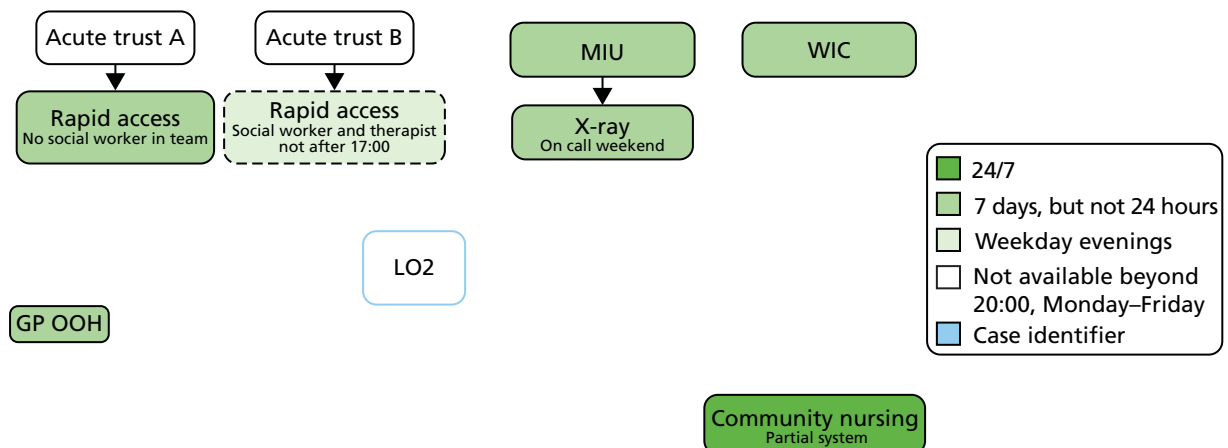 Acute trust A
Acute trust B
MIU
WIC
Rapid access
No social worker in team
Rapid access
Social worker and therapist
not after 17:00
X-ray
On call weekend
24/7
7 days, but not 24 hours
Weekday evenings
Not available beyond
20:00, Monday–Friday
Case identifier
LO2
GP OOH
Community nursing
Partial system